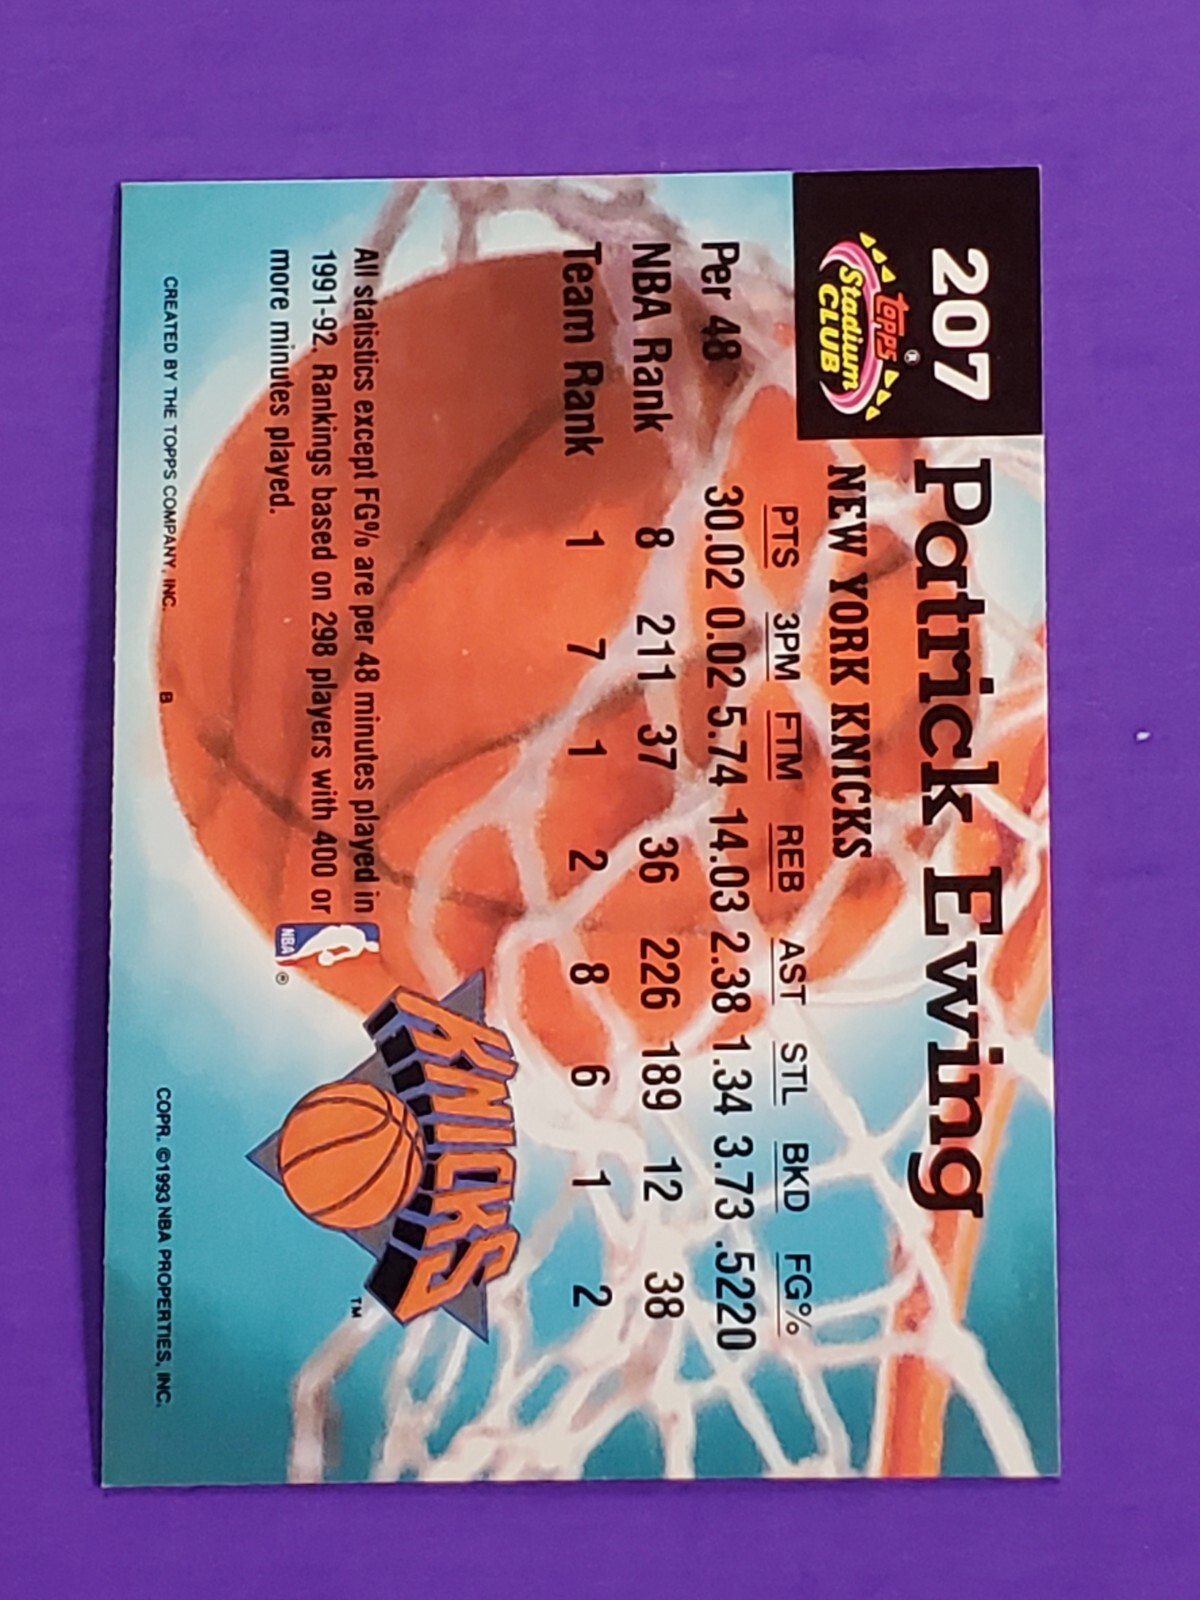 207 Patrick Ewing
TOPPS®
Stadium
CLUB
NEW YORK KNICKS
PTS 3PM FTM REB AST STL BKD FG%
Per 48 30.02 0.02 5.74 14.03 2.38 1.34 3.73 .5220
NBA Rank 8 211 37 36 226 189 12 38
Team Rank 1 7 1 2 8 6 1 2
All statistics except FG% are per 48 minutes played in
1991-92. Rankings based on 298 players with 400 or
more minutes played.
NBA ®
KNICKS
TM
CREATED BY THE TOPPS COMPANY, INC. B COPR. ©1993 NBA PROPERTIES, INC.